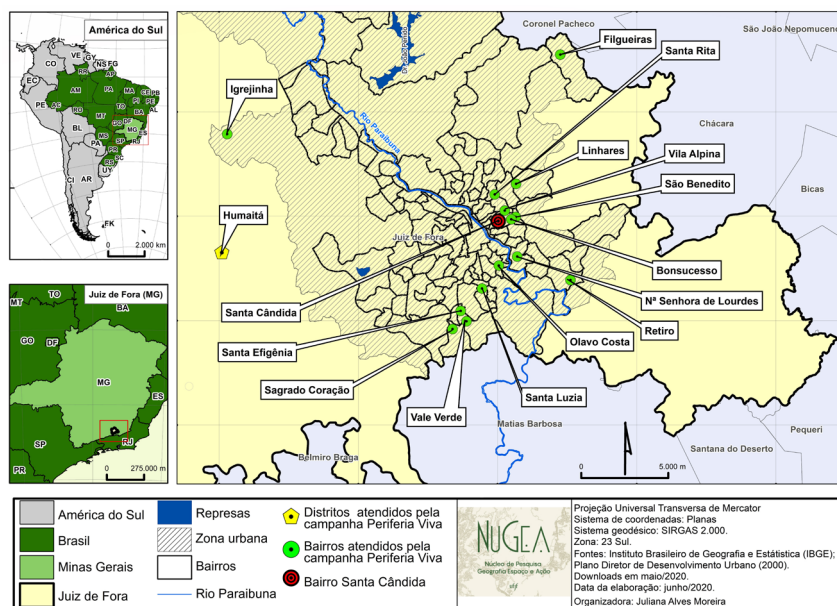 América do Sul
VE
GY
NS
FG
CO
RR
AP
EC
AM
PA
MA
CE
PB
PE
PI
PE
AC
RO
TO
AL
MT
BA
GO
DF
BL
MG
ES
MS
SP
RJ
PA
PR
SC
RS
CI
AR
UY
FK
0
2.000 km
Juiz de Fora (MG)
MT
TO
BA
GO
DF
MG
ES
SP
RJ
PR
0
275.000 m
Coronel Pacheco
São João Nepomuceno
Filgueiras
Santa Rita
Igrejinha
Rio Paraibuna
Chácara
Linhares
Vila Alpina
São Benedito
Bicas
Humaitá
Juiz de Fora
Bonsucesso
Nª Senhora de Lourdes
Santa Cândida
Retiro
Olavo Costa
Santa Efigênia
Sagrado Coração
Santa Luzia
Vale Verde
Matias Barbosa
Pequeri
Santana do Deserto
Belmiro Braga
0
5.000 m
América do Sul
Brasil
Minas Gerais
Juiz de Fora
Represas
Zona urbana
Bairros
Rio Paraibuna
Distritos atendidos pela
campanha Periferia Viva
Bairros atendidos pela
campanha Periferia Viva
Bairro Santa Cândida
NUGEA
Núcleo de Pesquisa
Geografia Espaço e Ação
ufjf
Projeção Universal Transversa de Mercator
Sistema de coordenadas: Planas
Sistema geodésico: SIRGAS 2.000.
Zona: 23 Sul.
Fontes: Instituto Brasileiro de Geografia e Estatística (IBGE);
Plano Diretor de Desenvolvimento Urbano (2000).
Downloads em maio/2020.
Data da elaboração: junho/2020.
Organizadora: Juliana Alves Moreira